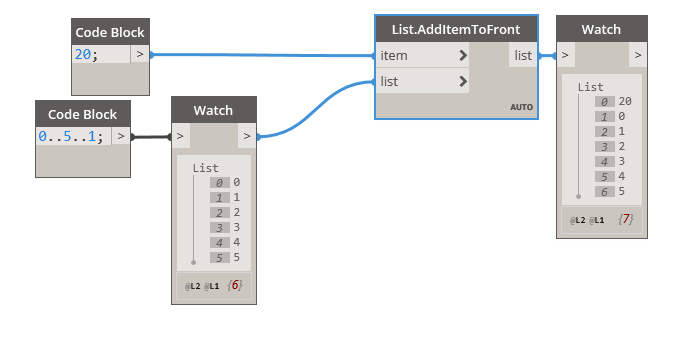 Code Block
20; >
Code Block
0..5..1; >
Watch
> >
List
0 0
1 1
2 2
3 3
4 4
5 5
@L2 @L1 {6}
List.AddItemToFront
item > list
list >
AUTO
Watch
> >
List
0 20
1 0
2 1
3 2
4 3
5 4
6 5
@L2 @L1 {7}